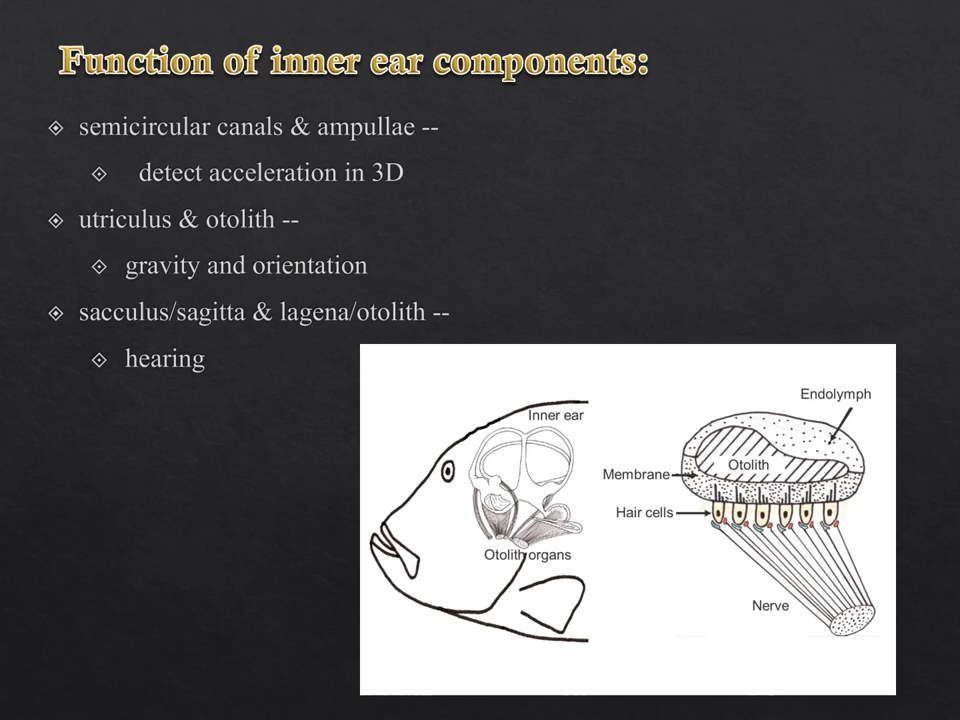 Function of inner ear components:
semicircular canals & ampullae --
detect acceleration in 3D
utriculus & otolith --
gravity and orientation
sacculus/sagitta & lagena/otolith --
hearing
Inner ear
Otolith organs
Endolymph
Otolith
Membrane
Hair cells
Nerve